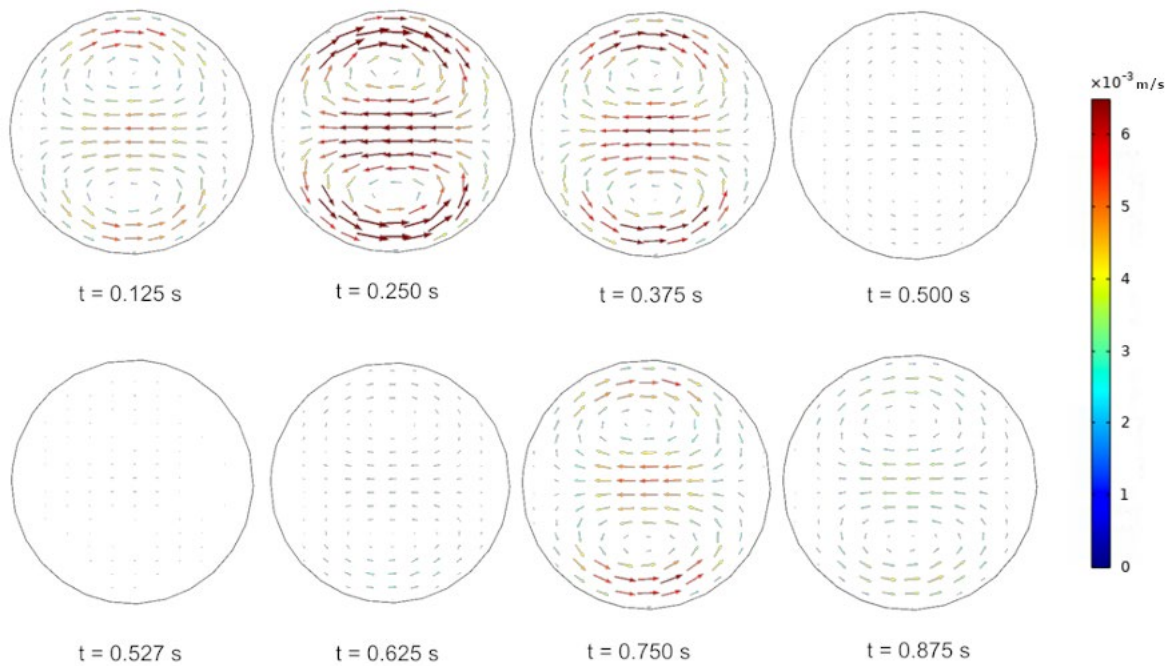 ×10⁻³ m/s
6
5
4
3
2
1
0
t = 0.125 s
t = 0.250 s
t = 0.375 s
t = 0.500 s
t = 0.527 s
t = 0.625 s
t = 0.750 s
t = 0.875 s